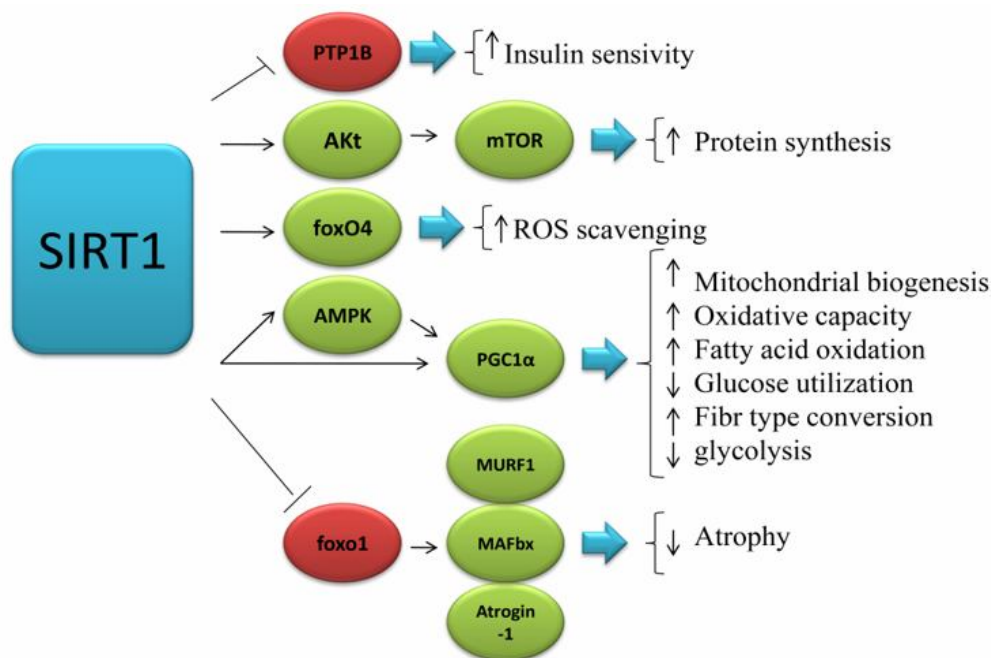 PTP1B
↑ Insulin sensivity
AKt
mTOR
↑ Protein synthesis
SIRT1
foxO4
↑ ROS scavenging
AMPK
PGC1α
↑ Mitochondrial biogenesis
↑ Oxidative capacity
↑ Fatty acid oxidation
↓ Glucose utilization
↑ Fibr type conversion
↓ glycolysis
MURF1
foxo1
MAFbx
↓ Atrophy
Atrogin
-1